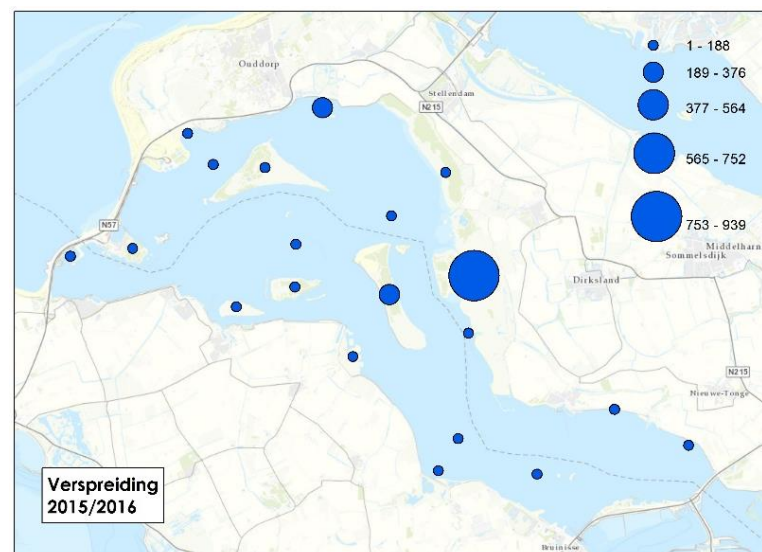 1 - 188
Ouddorp
189 - 376
Stellendam
377 - 564
N215
565 - 752
N57
753 - 939
Middelharn
Sommelsdijk
Dirksland
N215
Nieuwe-Tonge
Verspreiding
2015/2016
Bruinisse